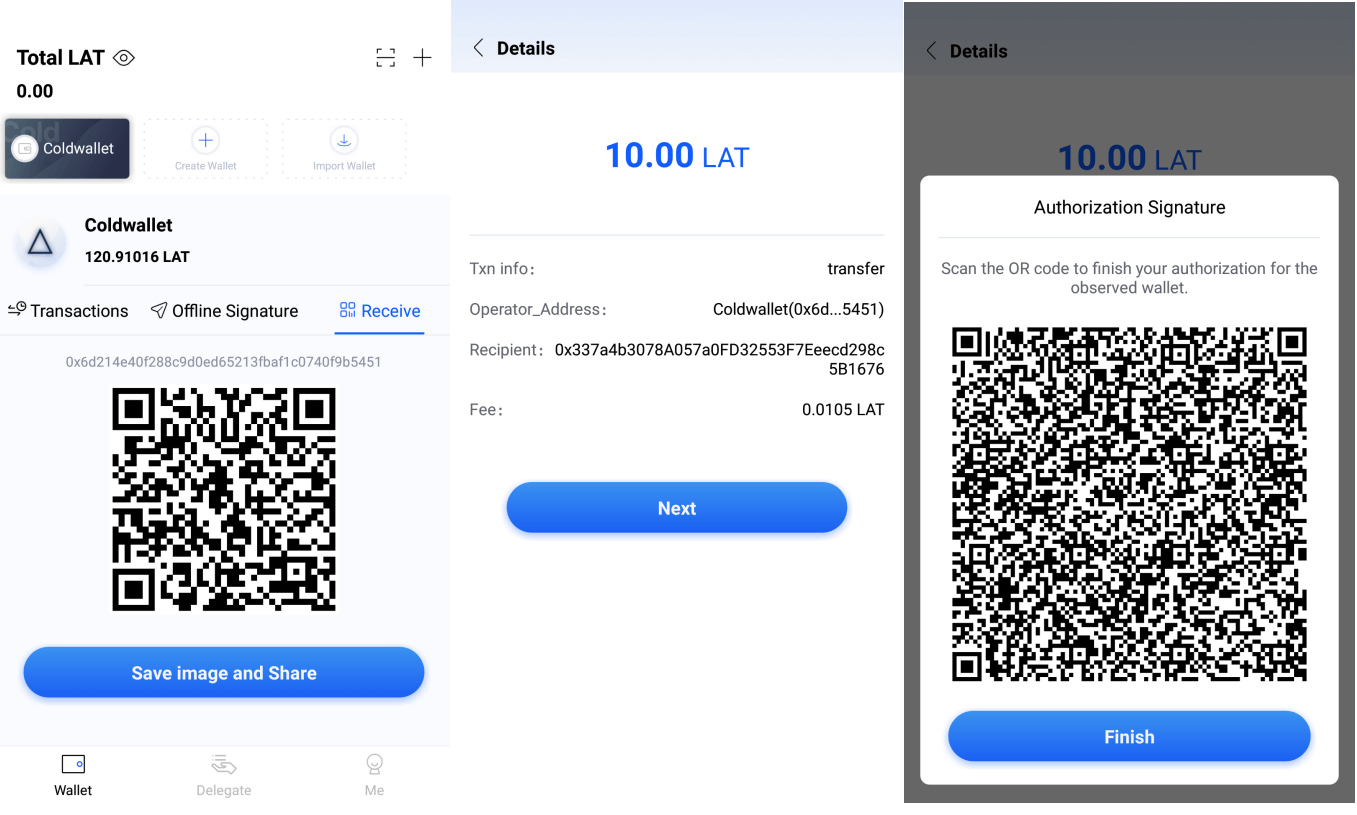 Total LAT
0.00
Cold
Coldwallet
Create Wallet
Import Wallet
Coldwallet
120.91016 LAT
Transactions
Offline Signature
Receive
0x6d214e40f288c9d0ed65213fbaf1c0740f9b5451
Save image and Share
Wallet
Delegate
Me
Details
10.00 LAT
Txn info:
transfer
Operator_Address:
Coldwallet(0x6d...5451)
Recipient: 0x337a4b3078A057a0FD32553F7Eeecd298c
5B1676
Fee:
0.0105 LAT
Next
Details
10.00 LAT
Authorization Signature
Scan the OR code to finish your authorization for the
observed wallet.
Finish